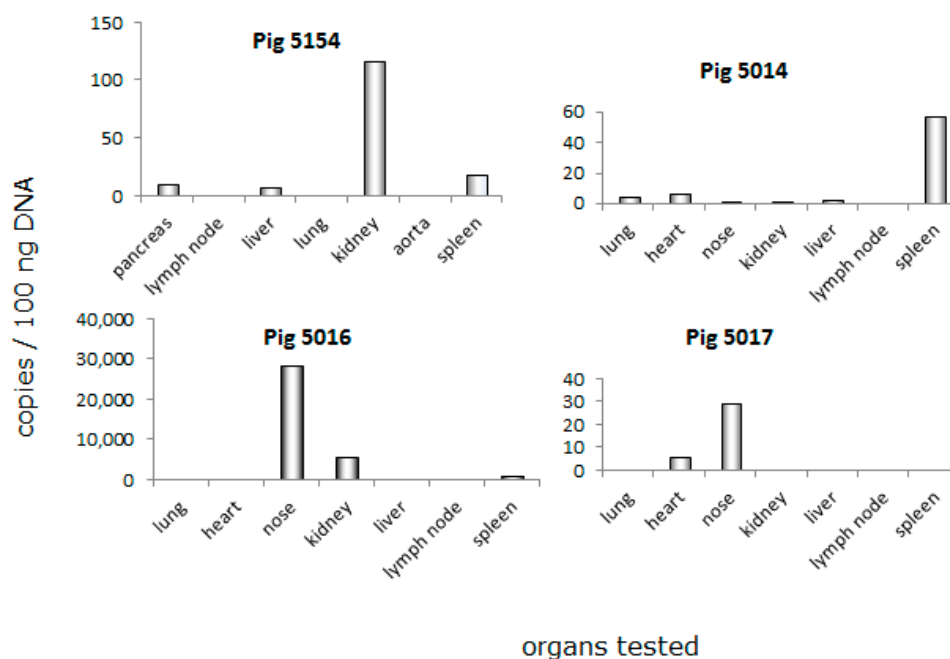 copies / 100 ng DNA
Pig 5154
150
100
50
0
pancreas
lymph node
liver
lung
kidney
aorta
spleen
Pig 5014
60
40
20
0
lung
heart
nose
kidney
liver
lymph node
spleen
Pig 5016
40,000
30,000
20,000
10,000
0
lung
heart
nose
kidney
liver
lymph node
spleen
Pig 5017
40
30
20
10
0
lung
heart
nose
kidney
liver
lymph node
spleen
organs tested